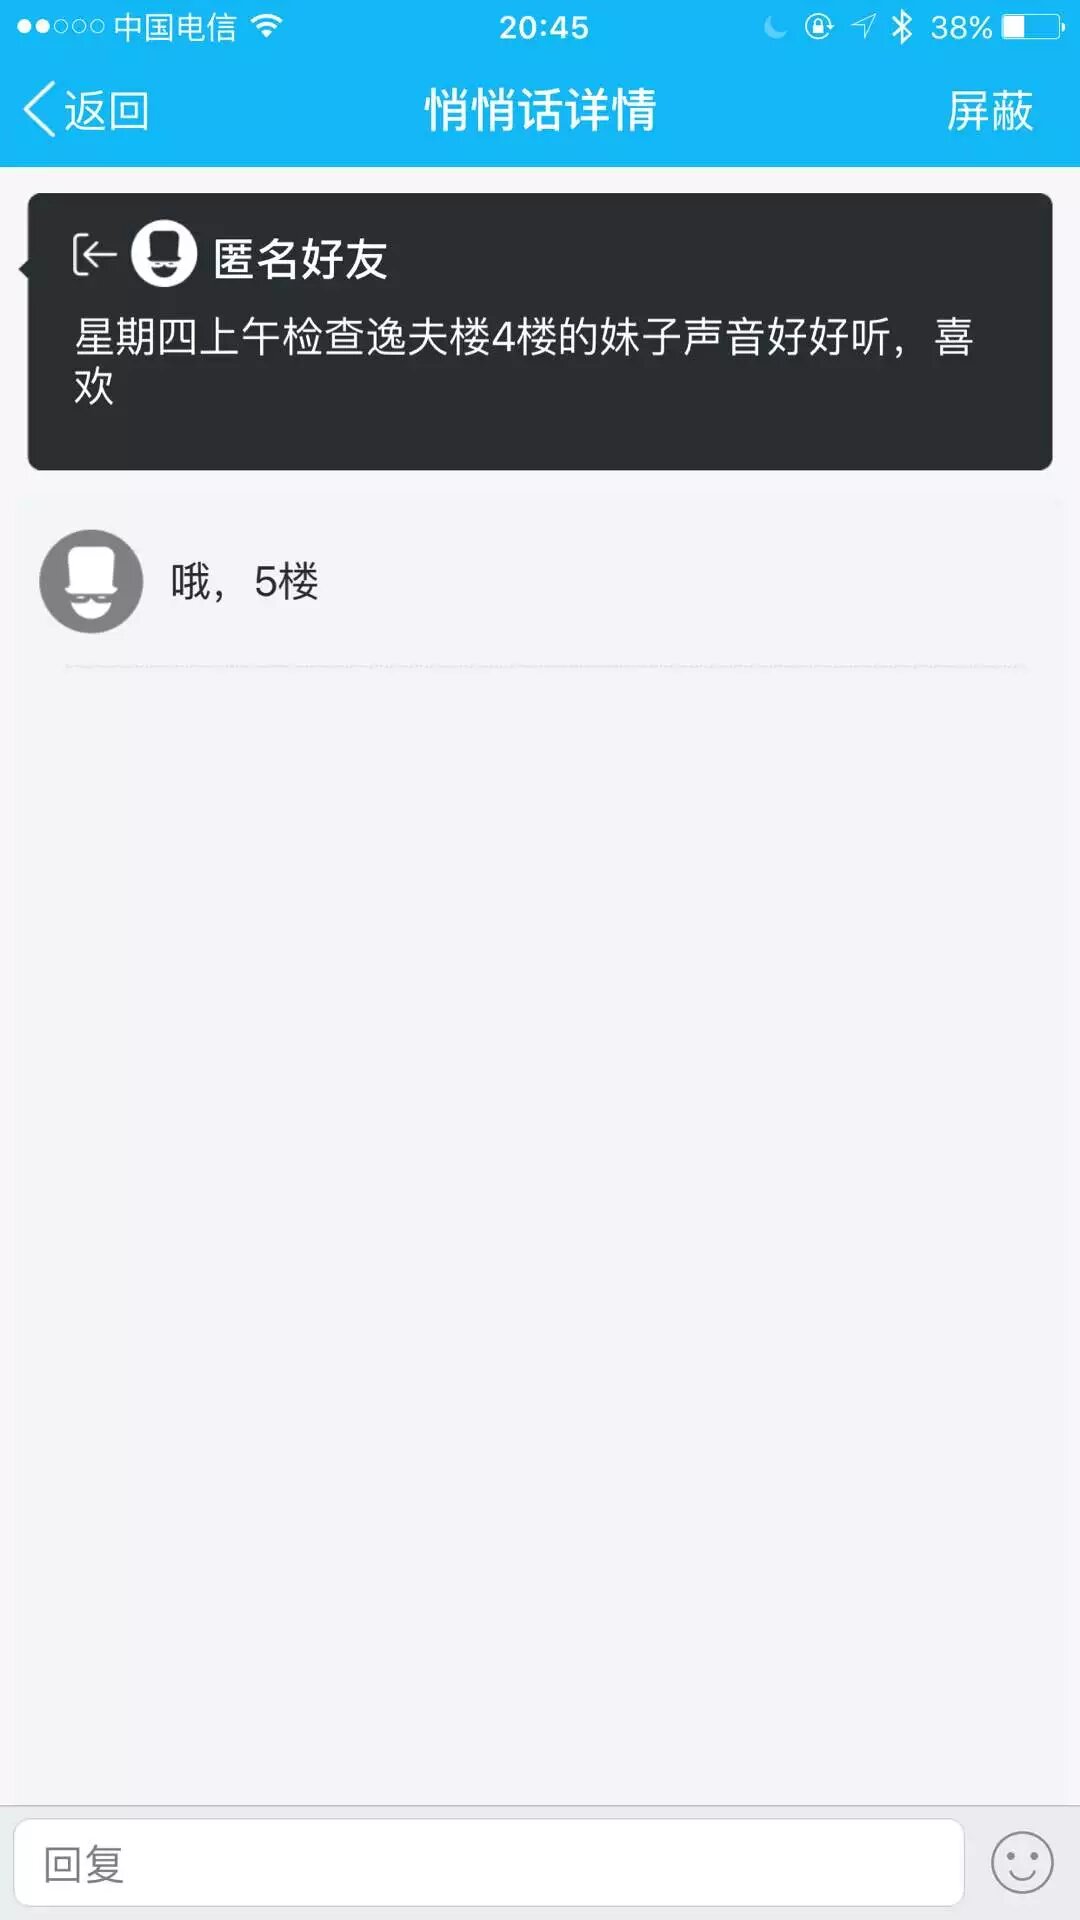 中国电信
20:45
38%
返回
悄悄话详情
屏蔽
匿名好友
星期四上午检查逸夫楼4楼的妹子声音好好听，喜
欢
哦，5楼
回复